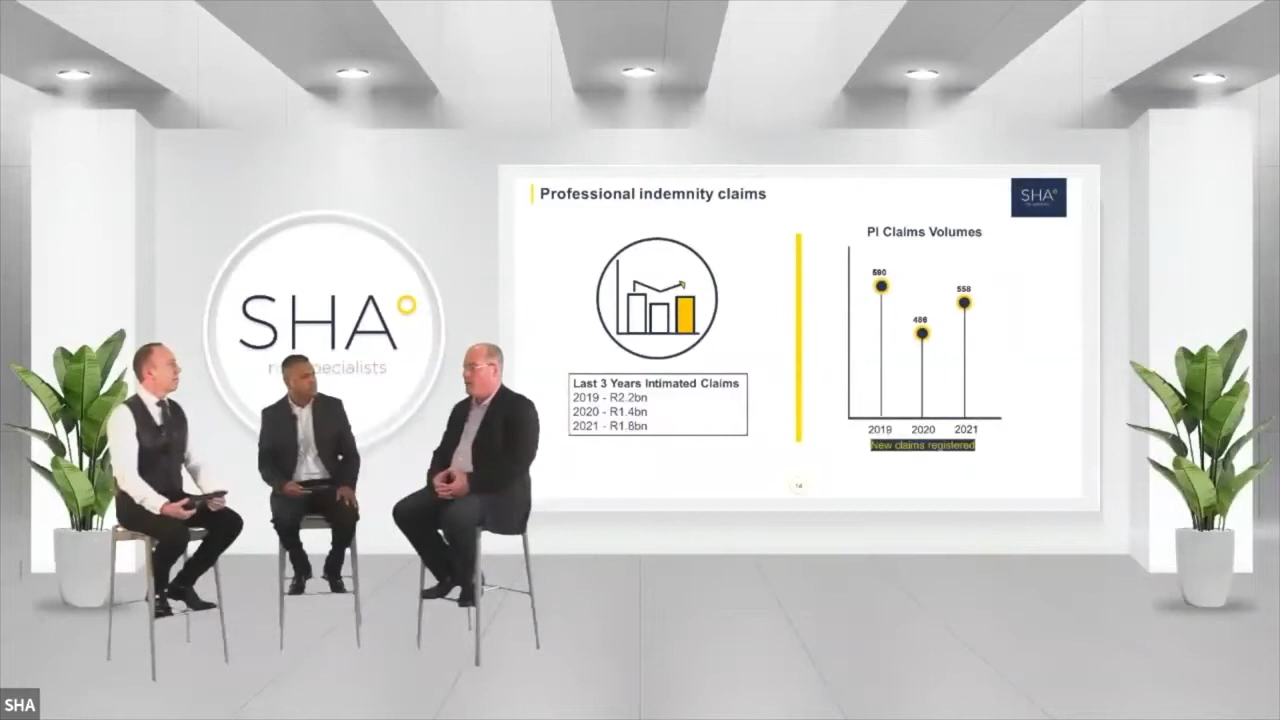 Professional indemnity claims
SHA
PI Claims Volumes
590
486
558
SHA
specialists
Last 3 Years Intimated Claims
2019 - R2.2bn
2020 - R1.4bn
2021 - R1.8bn
2019 2020 2021
New claims registered
14
SHA